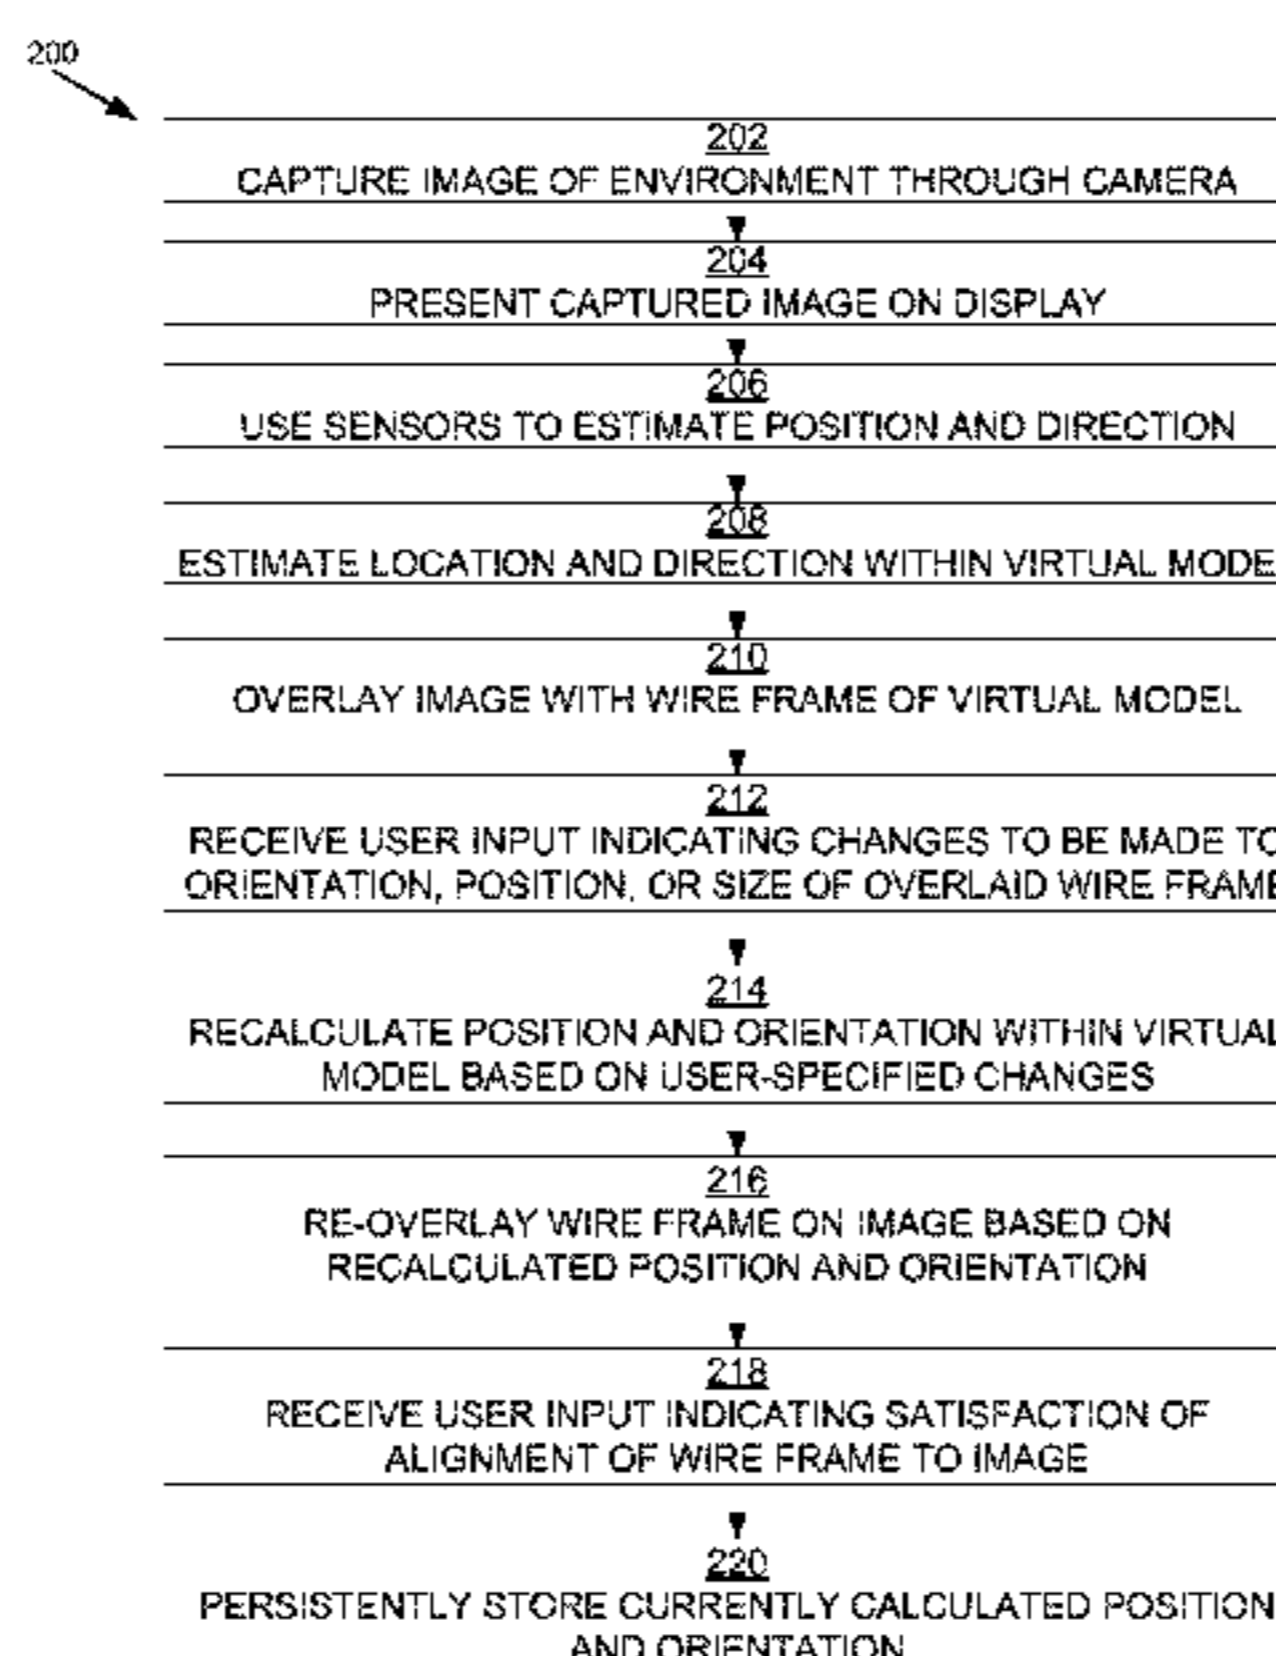 200
202
CAPTURE IMAGE OF ENVIRONMENT THROUGH CAMERA
204
PRESENT CAPTURED IMAGE ON DISPLAY
206
USE SENSORS TO ESTIMATE POSITION AND DIRECTION
208
ESTIMATE LOCATION AND DIRECTION WITHIN VIRTUAL MODE
210
OVERLAY IMAGE WITH WIRE FRAME OF VIRTUAL MODEL
212
RECEIVE USER INPUT INDICATING CHANGES TO BE MADE TO
ORIENTATION, POSITION, OR SIZE OF OVERLAID WIRE FRAME
214
RECALCULATE POSITION AND ORIENTATION WITHIN VIRTUAL
MODEL BASED ON USER-SPECIFIED CHANGES
216
RE-OVERLAY WIRE FRAME ON IMAGE BASED ON
RECALCULATED POSITION AND ORIENTATION
218
RECEIVE USER INPUT INDICATING SATISFACTION OF
ALIGNMENT OF WIRE FRAME TO IMAGE
220
PERSISTENTLY STORE CURRENTLY CALCULATED POSITION
AND ORIENTATION